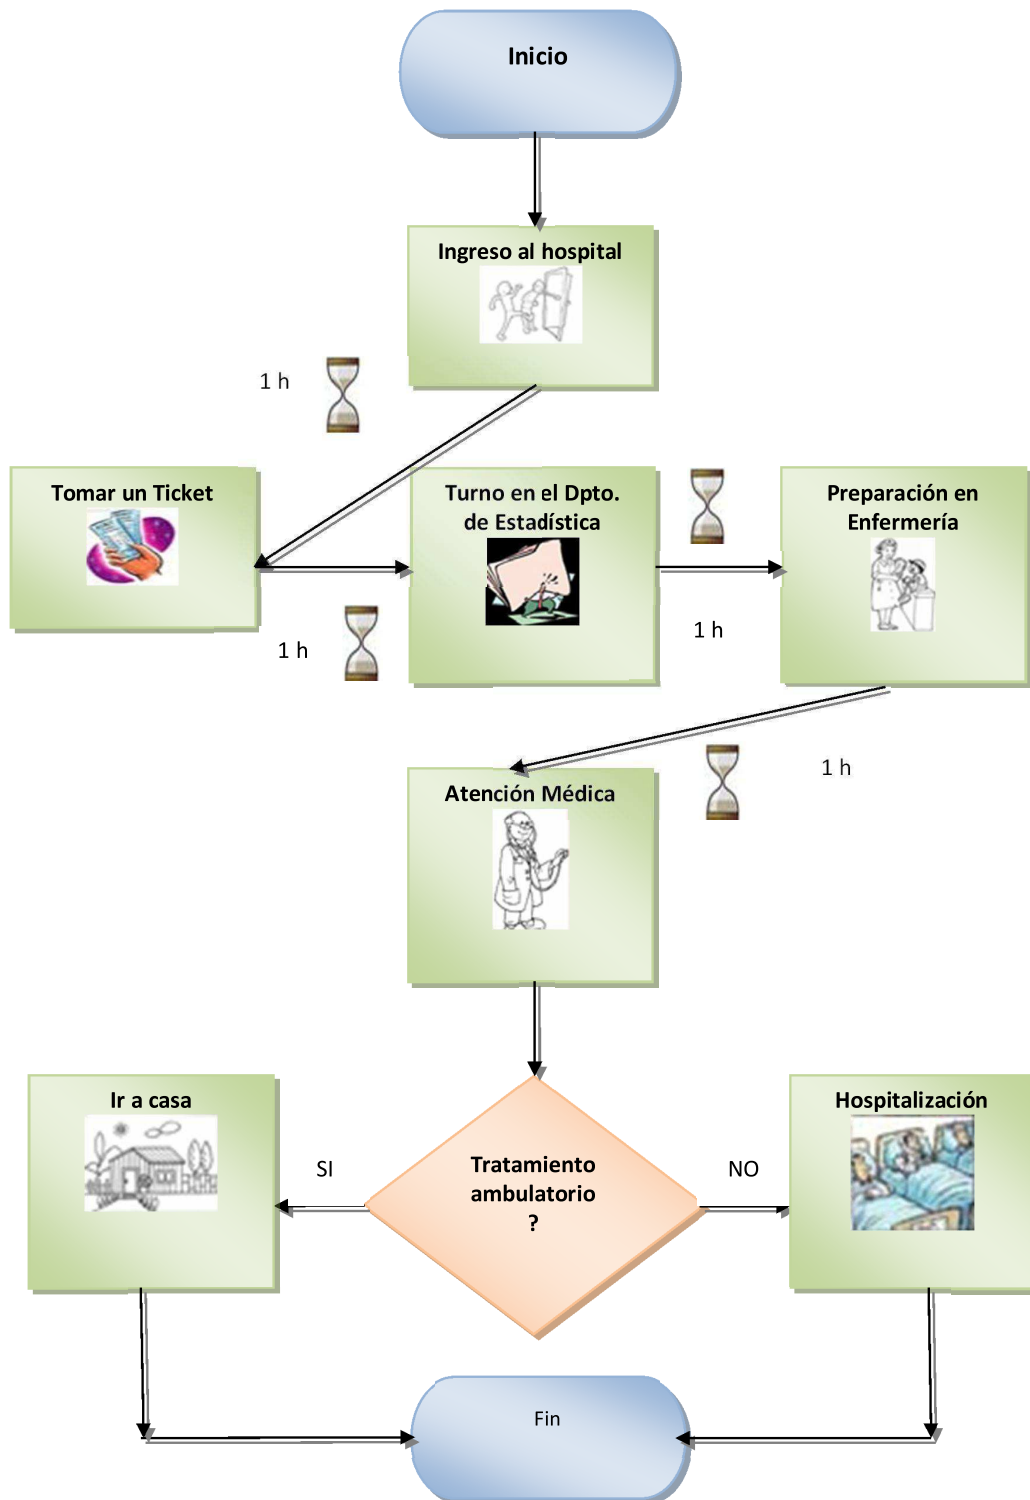 Inicio
Ingreso al hospital
1 h
Tomar un Ticket
Turno en el Dpto.
de Estadística
Preparación en
Enfermería
1 h
1 h
1 h
Atención Médica
Ir a casa
Hospitalización
SI
Tratamiento
ambulatorio
?
NO
Fin